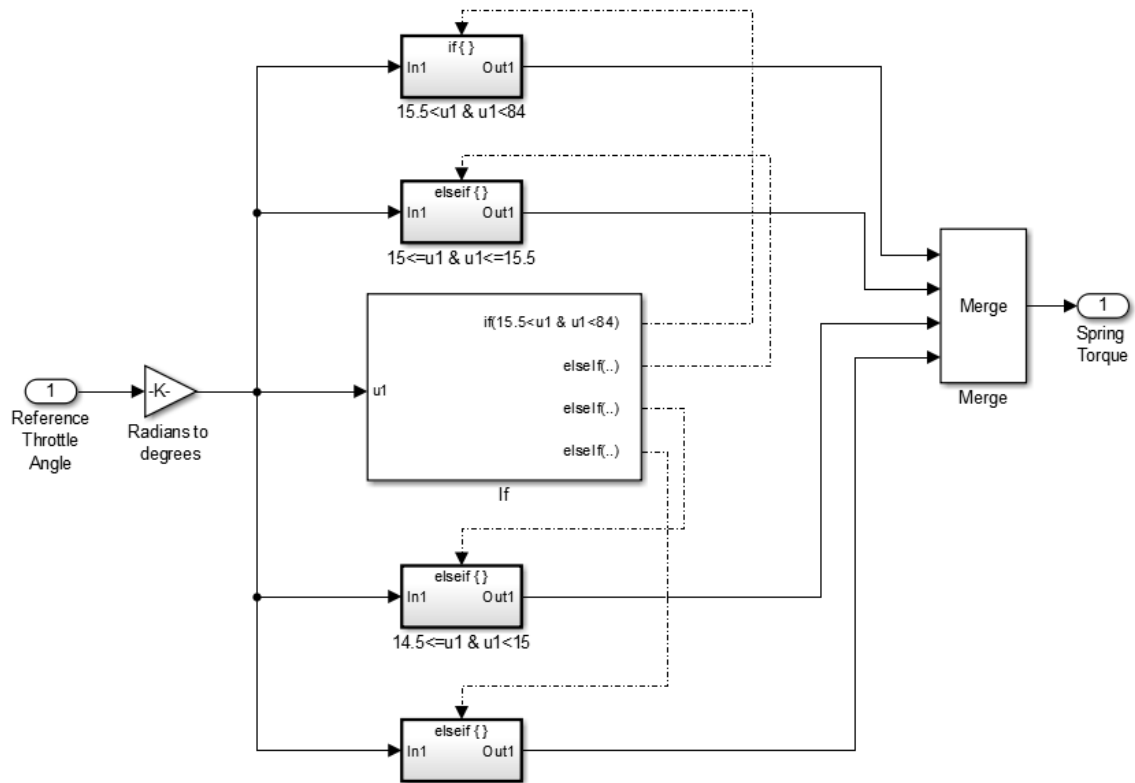 if { }
In1 Out1
15.5<u1 & u1<84
elseif { }
In1 Out1
15<=u1 & u1<=15.5
if(15.5<u1 & u1<84)
elseIf(..)
u1
elseIf(..)
elseIf(..)
If
1
Reference
Throttle
Angle
-K-
Radians to
degrees
Merge
Merge
1
Spring
Torque
elseif { }
In1 Out1
14.5<=u1 & u1<15
elseif { }
In1 Out1